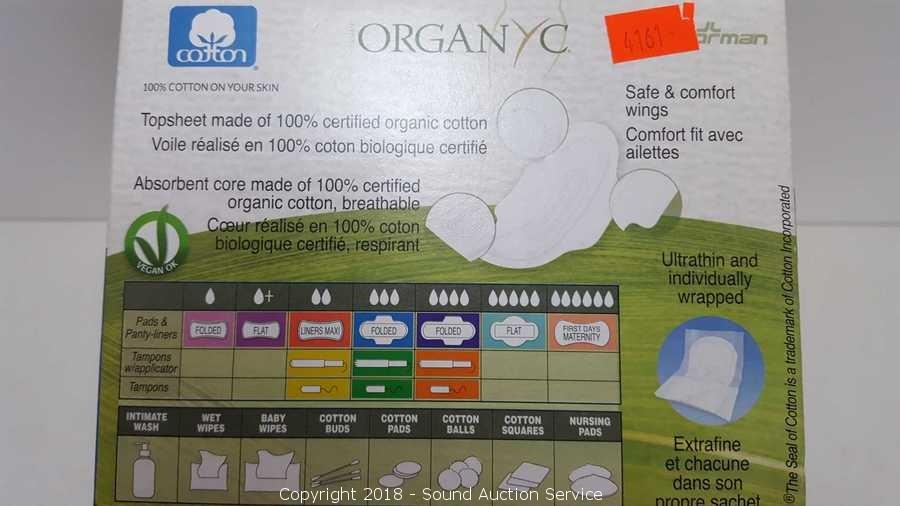 cotton
®
100% COTTON ON YOUR SKIN
ORGANYC
4161-
orman
Topsheet made of 100% certified organic cotton
Voile réalisé en 100% coton biologique certifié
Safe & comfort
wings
Comfort fit avec
ailettes
Absorbent core made of 100% certified
organic cotton, breathable
Cœur réalisé en 100% coton
biologique certifié, respirant
VEGAN OK
Ultrathin and
individually
wrapped
+
Pads &
Panty-liners
FOLDED
FLAT
LINERS MAXI
FOLDED
FOLDED
FLAT
FIRST DAYS
MATERNITY
Tampons
w/applicator
Tampons
INTIMATE
WASH
WET
WIPES
BABY
WIPES
COTTON
BUDS
COTTON
PADS
COTTON
BALLS
COTTON
SQUARES
NURSING
PADS
Extrafine
et chacune
dans son
propre sachet
®The Seal of Cotton is a trademark of Cotton Incorporated
Copyright 2018 - Sound Auction Service